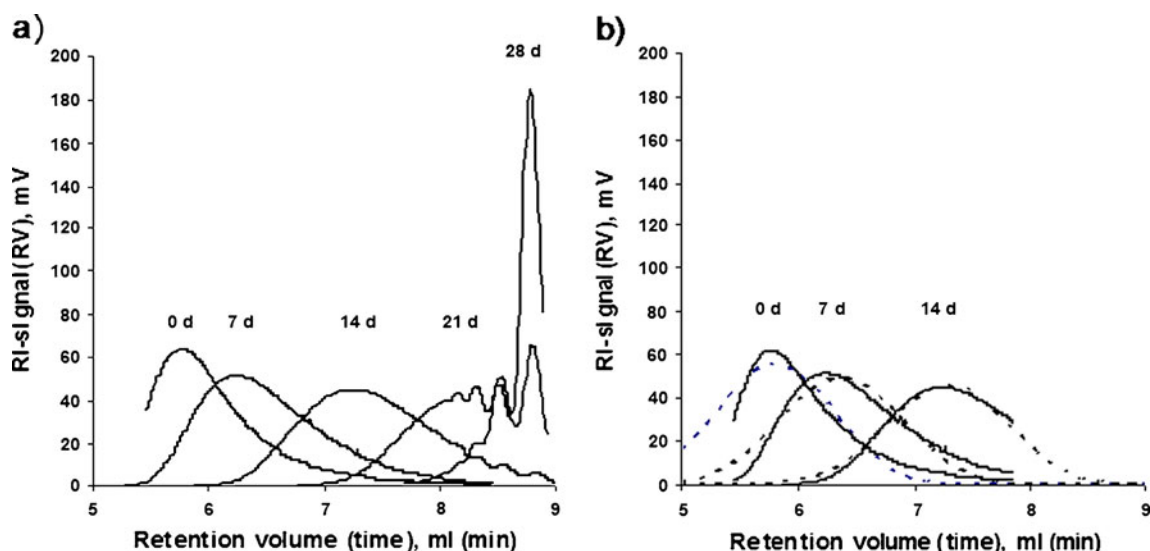 a)
28 d
200
180
160
140
120
100
80
60
40
20
0
RI-signal (RV), mV
0 d 7 d 14 d 21 d
5 6 7 8 9
Retention volume (time), ml (min)
b)
200
180
160
140
120
100
80
60
40
20
0
RI-signal (RV), mV
0 d 7 d 14 d
5 6 7 8 9
Retention volume (time), ml (min)